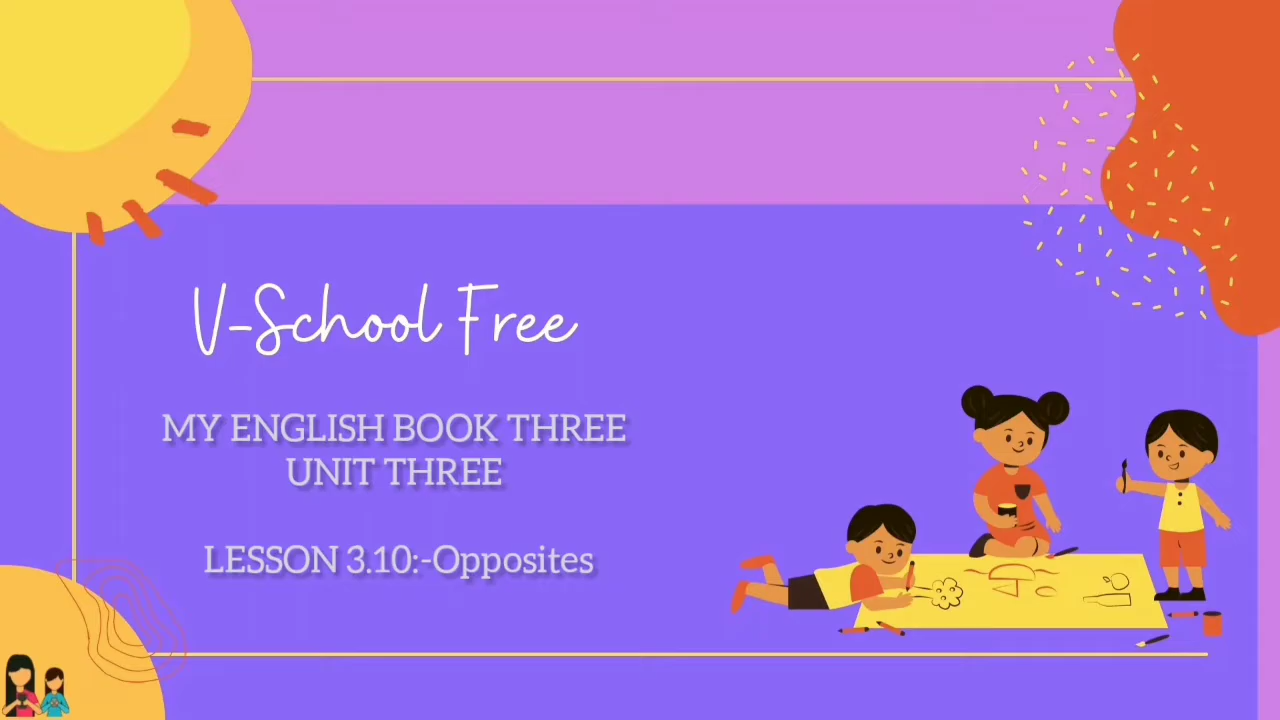 V-School Free
MY ENGLISH BOOK THREE
UNIT THREE
LESSON 3.10:-Opposites